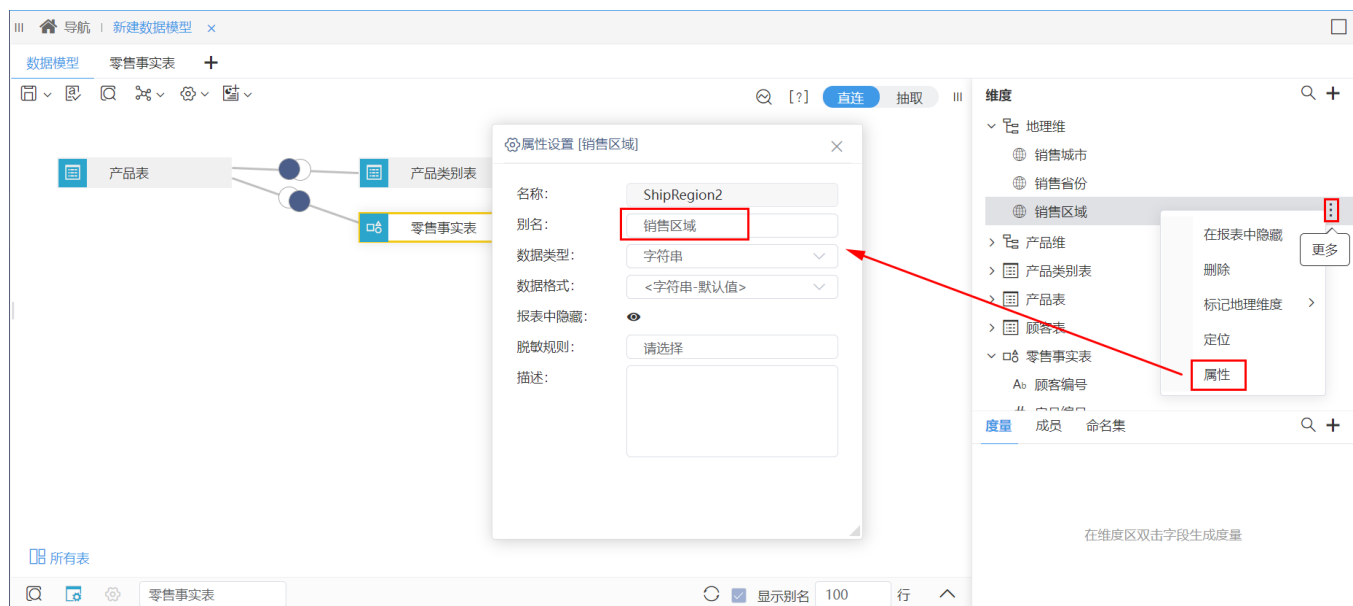 导航 新建数据模型 ×
数据模型 零售事实表 +
[?] 直连 抽取
产品表
产品类别表
零售事实表
属性设置 [销售区域]
名称: ShipRegion2
别名: 销售区域
数据类型: 字符串
数据格式: <字符串-默认值>
报表中隐藏:
脱敏规则: 请选择
描述:
维度
地理维
销售城市
销售省份
销售区域
产品维
产品类别表
产品表
顾客表
零售事实表
Ab 顾客编号
在报表中隐藏
删除
标记地理维度
定位
属性
更多
度量 成员 命名集
在维度区双击字段生成度量
所有表
零售事实表
显示别名 100 行